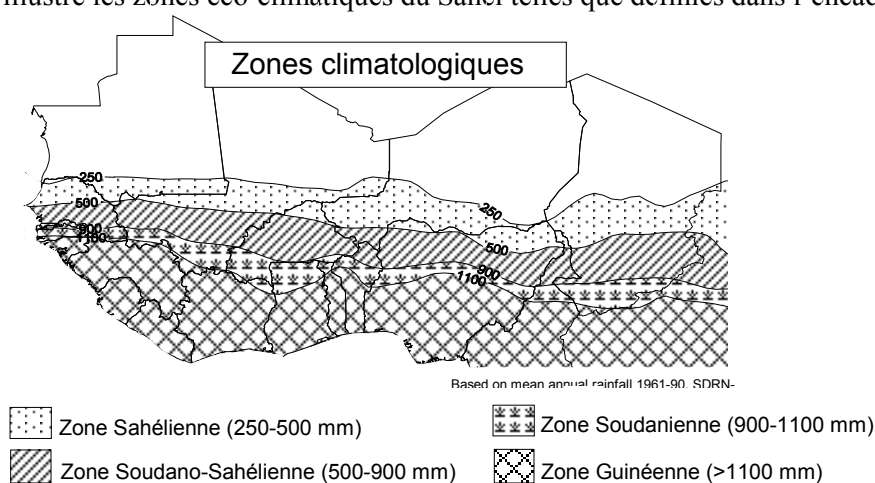 illustre les zones éco-climatiques du Sahel telles que définies dans l'encad
Zones climatologiques
250
500
900
1100
250
500
900
1100
Based on mean annual rainfall 1961-90, SDRN-
Zone Sahélienne (250-500 mm)
Zone Soudanienne (900-1100 mm)
Zone Soudano-Sahélienne (500-900 mm)
Zone Guinéenne (>1100 mm)